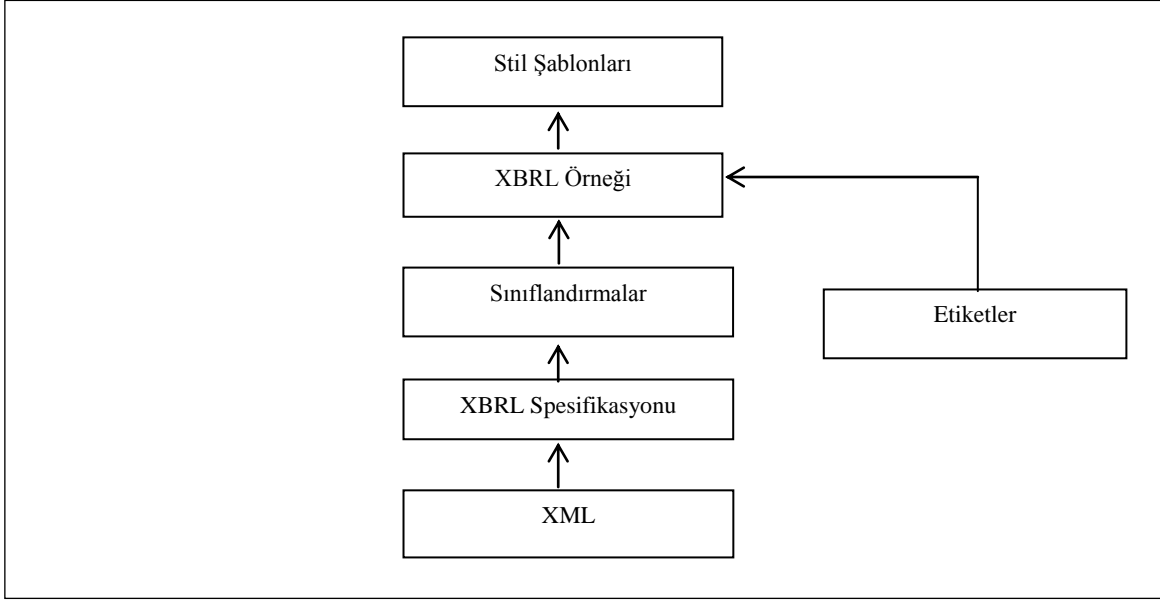 Stil Şablonları
XBRL Örneği
Sınıflandırmalar
Etiketler
XBRL Spesifikasyonu
XML